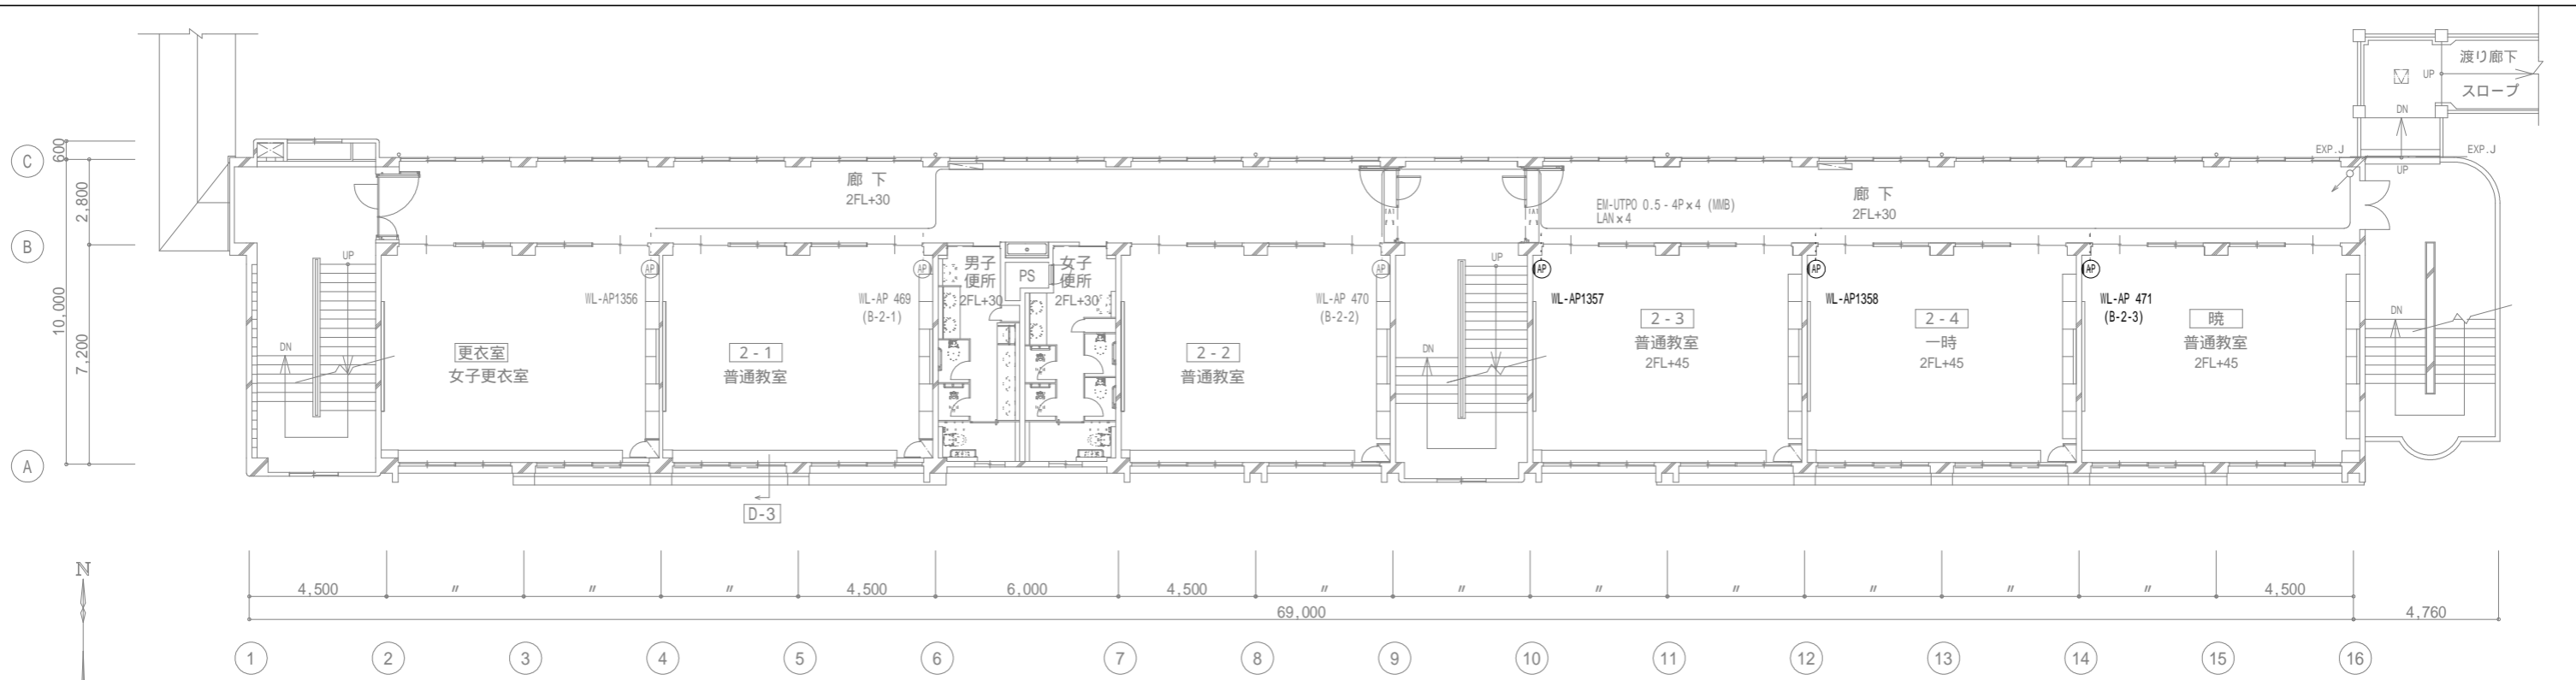 渡り廊下
UP
スロープ
DN
EXP.J
EXP.J
UP
C
600
2,800
B
10,000
7,200
A
廊 下
2FL+30
EM-UTP0 0.5 - 4P×4 (MMB)
LAN×4
廊 下
2FL+30
UP
DN
AP
WL-AP1356
更衣室
女子更衣室
AP
WL-AP 469
(B-2-1)
2 - 1
普通教室
男子
便所
2FL+30
PS
女子
便所
2FL+30
AP
WL-AP 470
(B-2-2)
2 - 2
普通教室
UP
DN
AP
WL-AP1357
2 - 3
普通教室
2FL+45
AP
WL-AP1358
2 - 4
一時
2FL+45
AP
WL-AP 471
(B-2-3)
暁
普通教室
2FL+45
DN
D-3
N
4,500 〃 〃 〃 4,500 6,000 4,500 〃 〃 〃 〃 〃 〃 〃 4,500
69,000 4,760
1 2 3 4 5 6 7 8 9 10 11 12 13 14 15 16